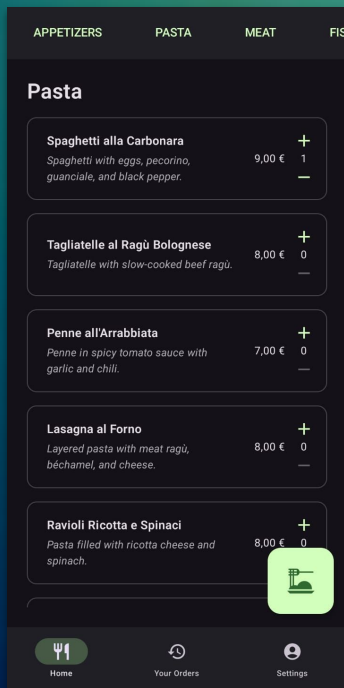 APPETIZERS PASTA MEAT FIS
Pasta
Spaghetti alla Carbonara
Spaghetti with eggs, pecorino,
guanciale, and black pepper.
9,00 €
+
1
−
Tagliatelle al Ragù Bolognese
Tagliatelle with slow-cooked beef ragù.
8,00 €
+
0
−
Penne all'Arrabbiata
Penne in spicy tomato sauce with
garlic and chili.
7,00 €
+
0
−
Lasagna al Forno
Layered pasta with meat ragù,
béchamel, and cheese.
8,00 €
+
0
−
Ravioli Ricotta e Spinaci
Pasta filled with ricotta cheese and
spinach.
8,00 €
+
0
Home Your Orders Settings